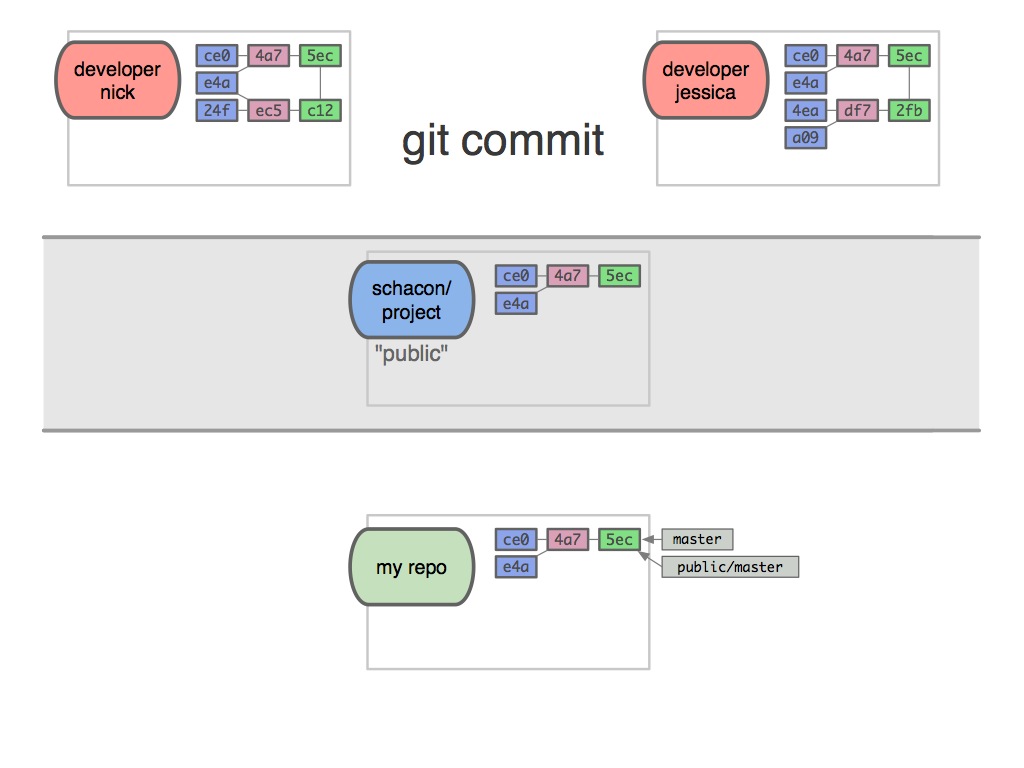 developer
nick
ce0 4a7 5ec
e4a
24f ec5 c12
git commit
developer
jessica
ce0 4a7 5ec
e4a
4ea df7 2fb
a09
schacon/
project
"public"
ce0 4a7 5ec
e4a
my repo
ce0 4a7 5ec master
e4a public/master